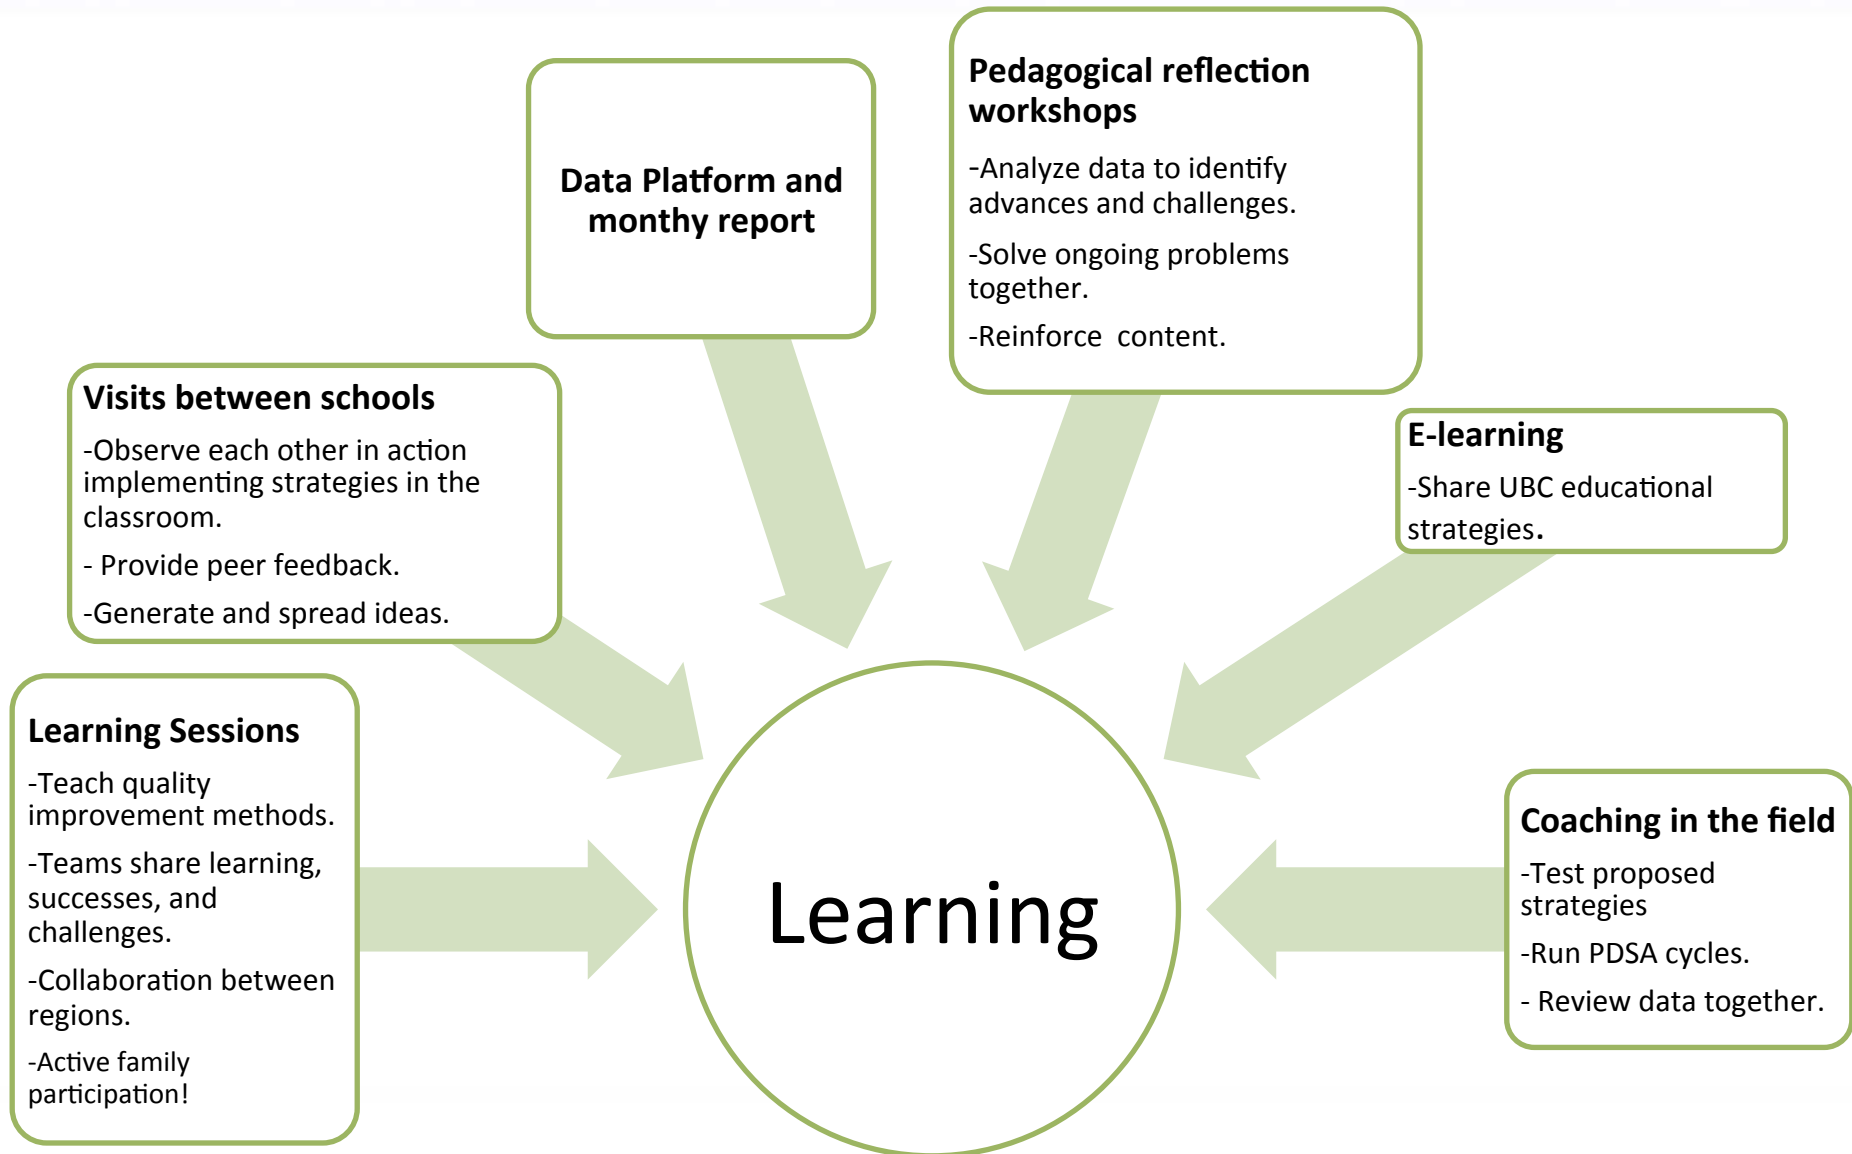 Data Platform and
monthy report
Pedagogical reflection
workshops
-Analyze data to identify
advances and challenges.
-Solve ongoing problems
together.
-Reinforce  content.
Visits between schools
-Observe each other in action
implementing strategies in the
classroom.
- Provide peer feedback.
-Generate and spread ideas.
E-learning
-Share UBC educational
strategies.
Learning Sessions
-Teach quality
improvement methods.
-Teams share learning,
successes, and
challenges.
-Collaboration between
regions.
-Active family
participation!
Learning
Coaching in the field
-Test proposed
strategies
-Run PDSA cycles.
- Review data together.